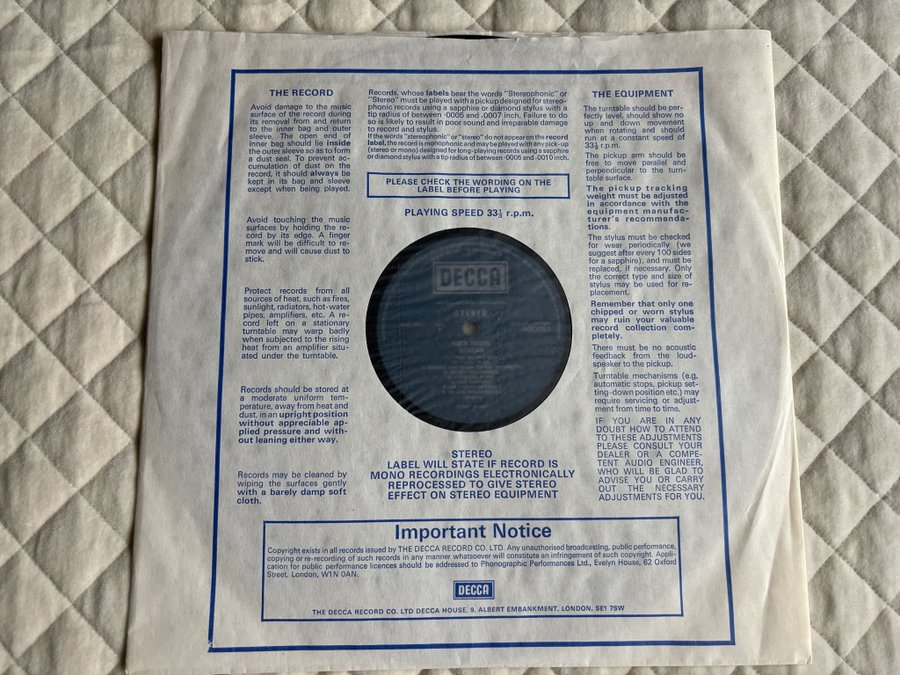 THE RECORD
Avoid damage to the music
surface of the record during
its removal from and
return to the inner bag and outer
sleeve. The open end of
inner bag should lie inside
the outer sleeve so as to form
a dust seal. To prevent ac-
cumulation of dust on the
record, it should always be
kept in its bag and sleeve
except when being played.
Avoid touching the music
surfaces by holding the re-
cord by its edge. A finger
mark will be difficult to re-
move and will cause dust to
stick.
Protect records from all
sources of heat, such as fires,
sunlight, radiators, hot-water
pipes, amplifiers, etc. A re-
cord left on a stationary
turntable may warp badly
when subjected to the rising
heat from an amplifier situ-
ated under the turntable.
Records should be stored at
a moderate uniform tem-
perature, away from heat and
dust, in an upright position
without appreciable ap-
plied pressure and with-
out leaning either way.
Records may be cleaned by
wiping the surfaces gently
with a barely damp soft
cloth.
Records, whose labels bear the words "Stereophonic" or
"Stereo" must be played with a pickup designed for stereo-
phonic records using a sapphire or diamond stylus with a
tip radius of between ·0005 and ·0007 inch. Failure to do
so is likely to result in poor sound and irreparable damage
to record and stylus.
If the words "stereophonic" or "stereo" do not appear on the record
label, the record is monophonic and may be played with any pick-up
(stereo or mono) designed for long-playing records using a sapphire
or diamond stylus with a tip radius of between ·0005 and ·0010 inch.
PLEASE CHECK THE WORDING ON THE
LABEL BEFORE PLAYING
PLAYING SPEED 33⅓ r.p.m.
DECCA
STEREO
STEREO
LABEL WILL STATE IF RECORD IS
MONO RECORDINGS ELECTRONICALLY
REPROCESSED TO GIVE STEREO
EFFECT ON STEREO EQUIPMENT
THE EQUIPMENT
The turntable should be per-
fectly level, should show no
up and down movement
when rotating and should
run at a constant speed of
33⅓ r.p.m.
The pickup arm should be
free to move parallel and
perpendicular to the turn-
table surface.
The pickup tracking
weight must be adjusted
in accordance with the
equipment manufac-
turer's recommenda-
tions.
The stylus must be checked
for wear periodically (we
suggest after every 100 sides
for a sapphire), and must be
replaced, if necessary. Only
the correct type and size of
stylus may be used for re-
placement.
Remember that only one
chipped or worn stylus
may ruin your valuable
record collection com-
pletely.
There must be no acoustic
feedback from the loud-
speaker to the pickup.
Turntable mechanisms (e.g.
automatic stops, pickup set-
ting-down position etc.) may
require servicing or adjust-
ment from time to time.
IF YOU ARE IN ANY
DOUBT HOW TO ATTEND
TO THESE ADJUSTMENTS
PLEASE CONSULT YOUR
DEALER OR A COMPE-
TENT AUDIO ENGINEER,
WHO WILL BE GLAD TO
ADVISE YOU OR CARRY
OUT THE NECESSARY
ADJUSTMENTS FOR YOU.
Important Notice
Copyright exists in all records issued by THE DECCA RECORD CO. LTD. Any unauthorised broadcasting, public performance,
copying or re-recording of such records in any manner whatsoever will constitute an infringement of such copyright. Appli-
cation for public performance licences should be addressed to Phonographic Performances Ltd., Evelyn House, 62 Oxford
Street, London, W1N 0AN.
DECCA
THE DECCA RECORD CO. LTD DECCA HOUSE, 9, ALBERT EMBANKMENT, LONDON, SE1 7SW